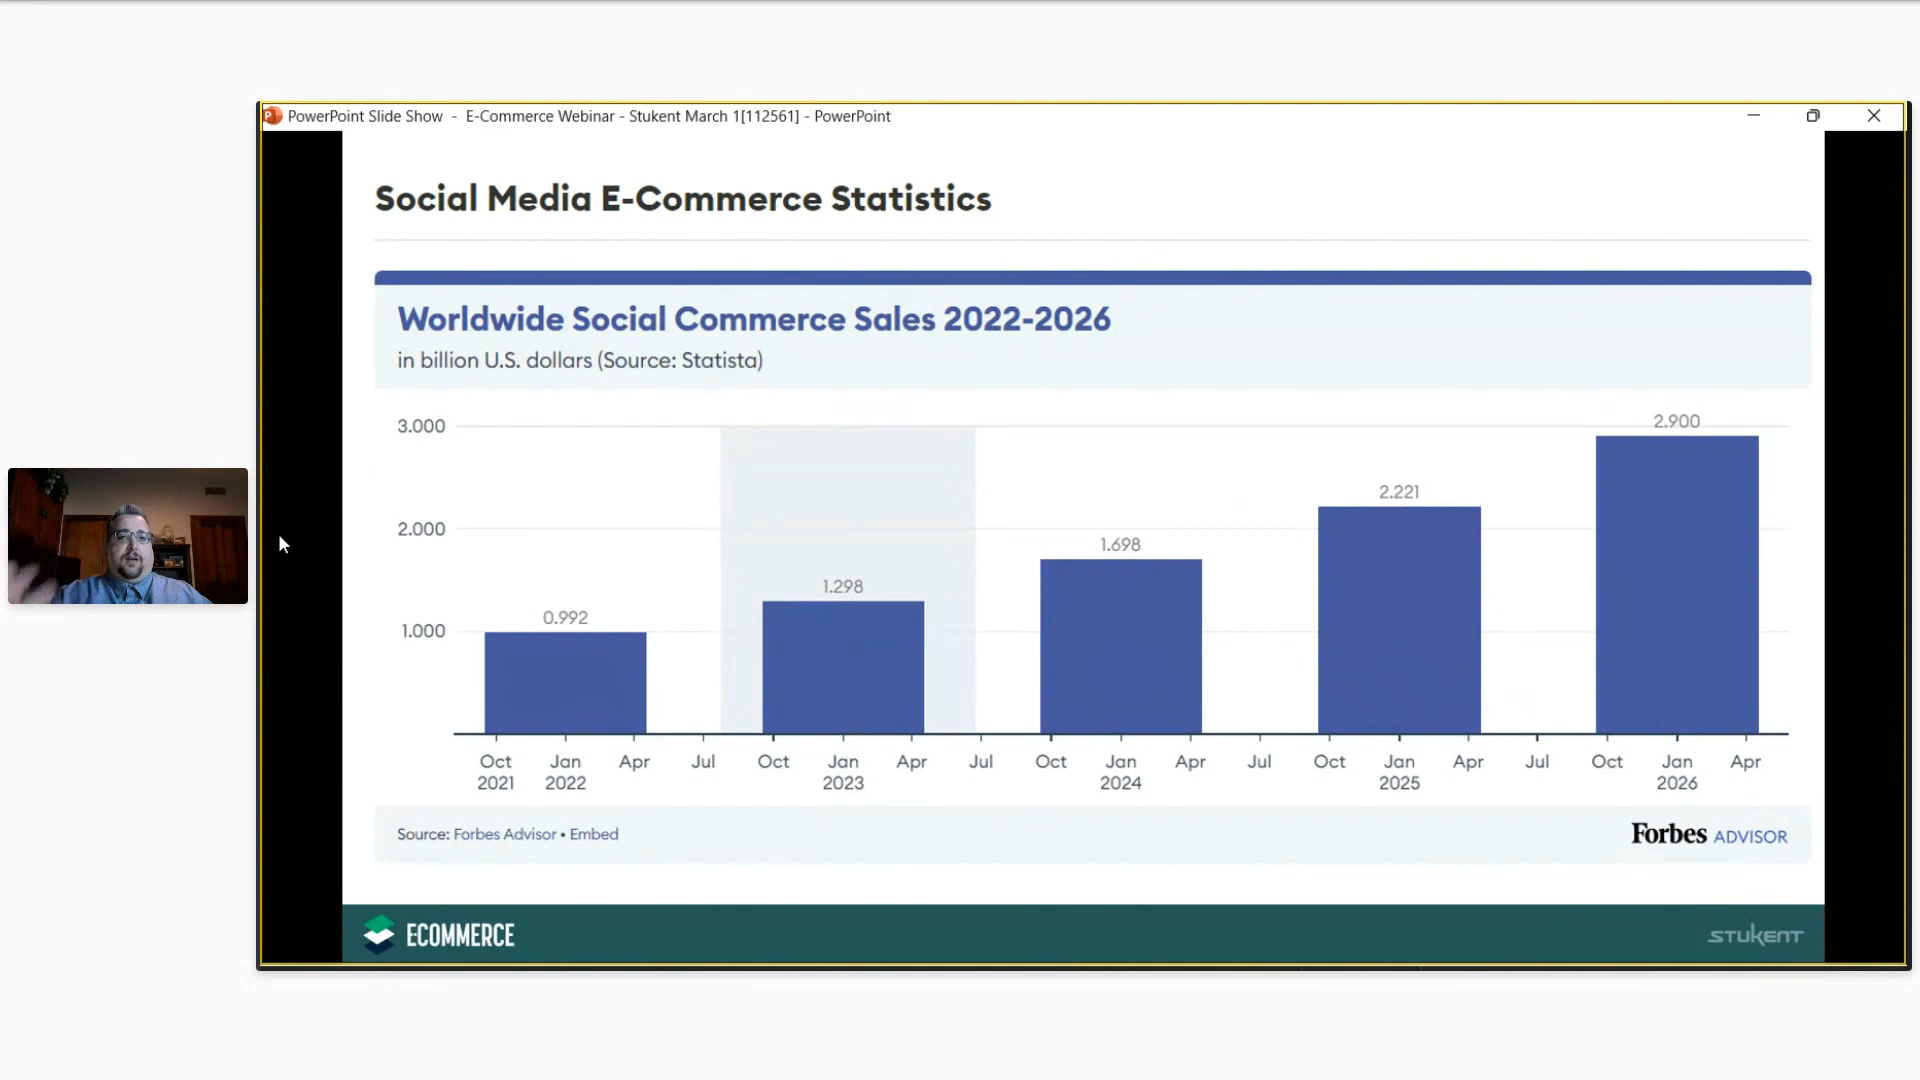 PowerPoint Slide Show - E-Commerce Webinar - Stukent March 1[112561] - PowerPoint
Social Media E-Commerce Statistics
Worldwide Social Commerce Sales 2022-2026
in billion U.S. dollars (Source: Statista)
3.000
2.000
1.000
0.992
1.298
1.698
2.221
2.900
Oct Jan Apr Jul Oct Jan Apr Jul Oct Jan Apr Jul Oct Jan Apr Jul Oct Jan Apr
2021 2022 2023 2024 2025 2026
Source: Forbes Advisor • Embed
Forbes ADVISOR
ECOMMERCE
STUKENT